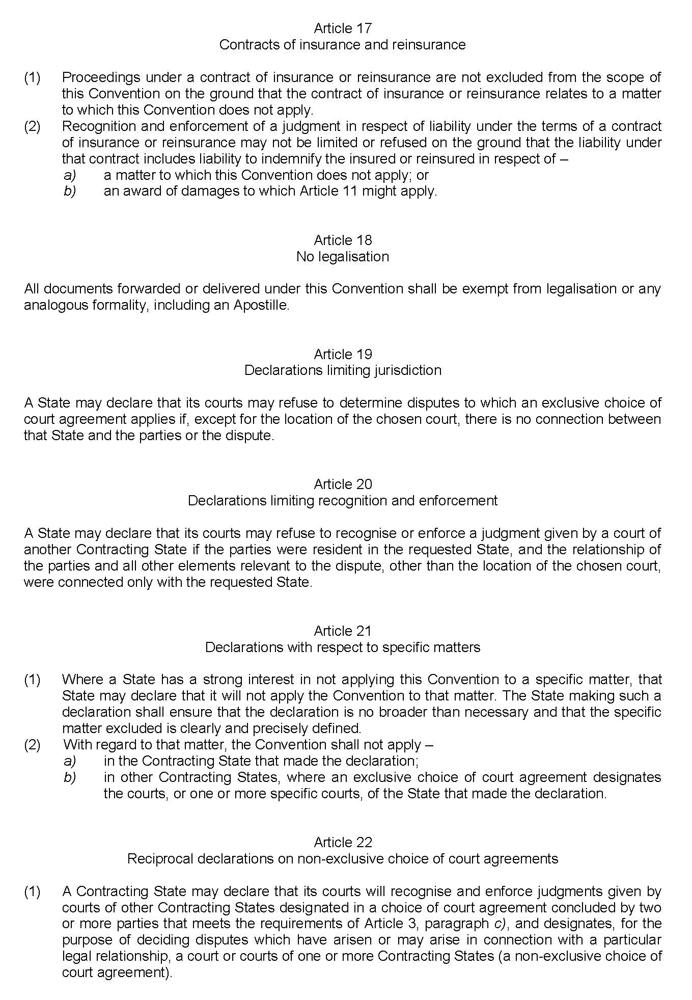 Article 17
Contracts of insurance and reinsurance
(1) Proceedings under a contract of insurance or reinsurance are not excluded from the scope of
this Convention on the ground that the contract of insurance or reinsurance relates to a matter
to which this Convention does not apply.
(2) Recognition and enforcement of a judgment in respect of liability under the terms of a contract
of insurance or reinsurance may not be limited or refused on the ground that the liability under
that contract includes liability to indemnify the insured or reinsured in respect of –
a) a matter to which this Convention does not apply; or
b) an award of damages to which Article 11 might apply.
Article 18
No legalisation
All documents forwarded or delivered under this Convention shall be exempt from legalisation or any
analogous formality, including an Apostille.
Article 19
Declarations limiting jurisdiction
A State may declare that its courts may refuse to determine disputes to which an exclusive choice of
court agreement applies if, except for the location of the chosen court, there is no connection between
that State and the parties or the dispute.
Article 20
Declarations limiting recognition and enforcement
A State may declare that its courts may refuse to recognise or enforce a judgment given by a court of
another Contracting State if the parties were resident in the requested State, and the relationship of
the parties and all other elements relevant to the dispute, other than the location of the chosen court,
were connected only with the requested State.
Article 21
Declarations with respect to specific matters
(1) Where a State has a strong interest in not applying this Convention to a specific matter, that
State may declare that it will not apply the Convention to that matter. The State making such a
declaration shall ensure that the declaration is no broader than necessary and that the specific
matter excluded is clearly and precisely defined.
(2) With regard to that matter, the Convention shall not apply –
a) in the Contracting State that made the declaration;
b) in other Contracting States, where an exclusive choice of court agreement designates
the courts, or one or more specific courts, of the State that made the declaration.
Article 22
Reciprocal declarations on non-exclusive choice of court agreements
(1) A Contracting State may declare that its courts will recognise and enforce judgments given by
courts of other Contracting States designated in a choice of court agreement concluded by two
or more parties that meets the requirements of Article 3, paragraph c), and designates, for the
purpose of deciding disputes which have arisen or may arise in connection with a particular
legal relationship, a court or courts of one or more Contracting States (a non-exclusive choice of
court agreement).